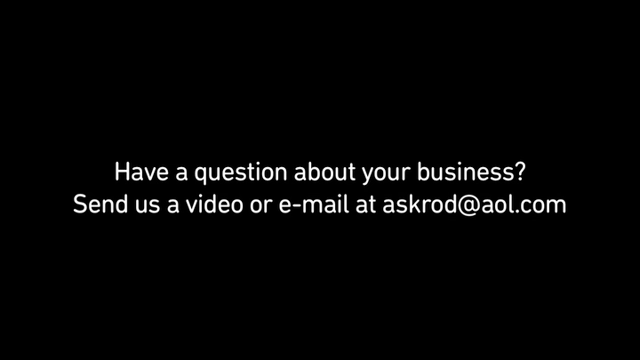 Have a question about your business?
Send us a video or e-mail at askrod@aol.com